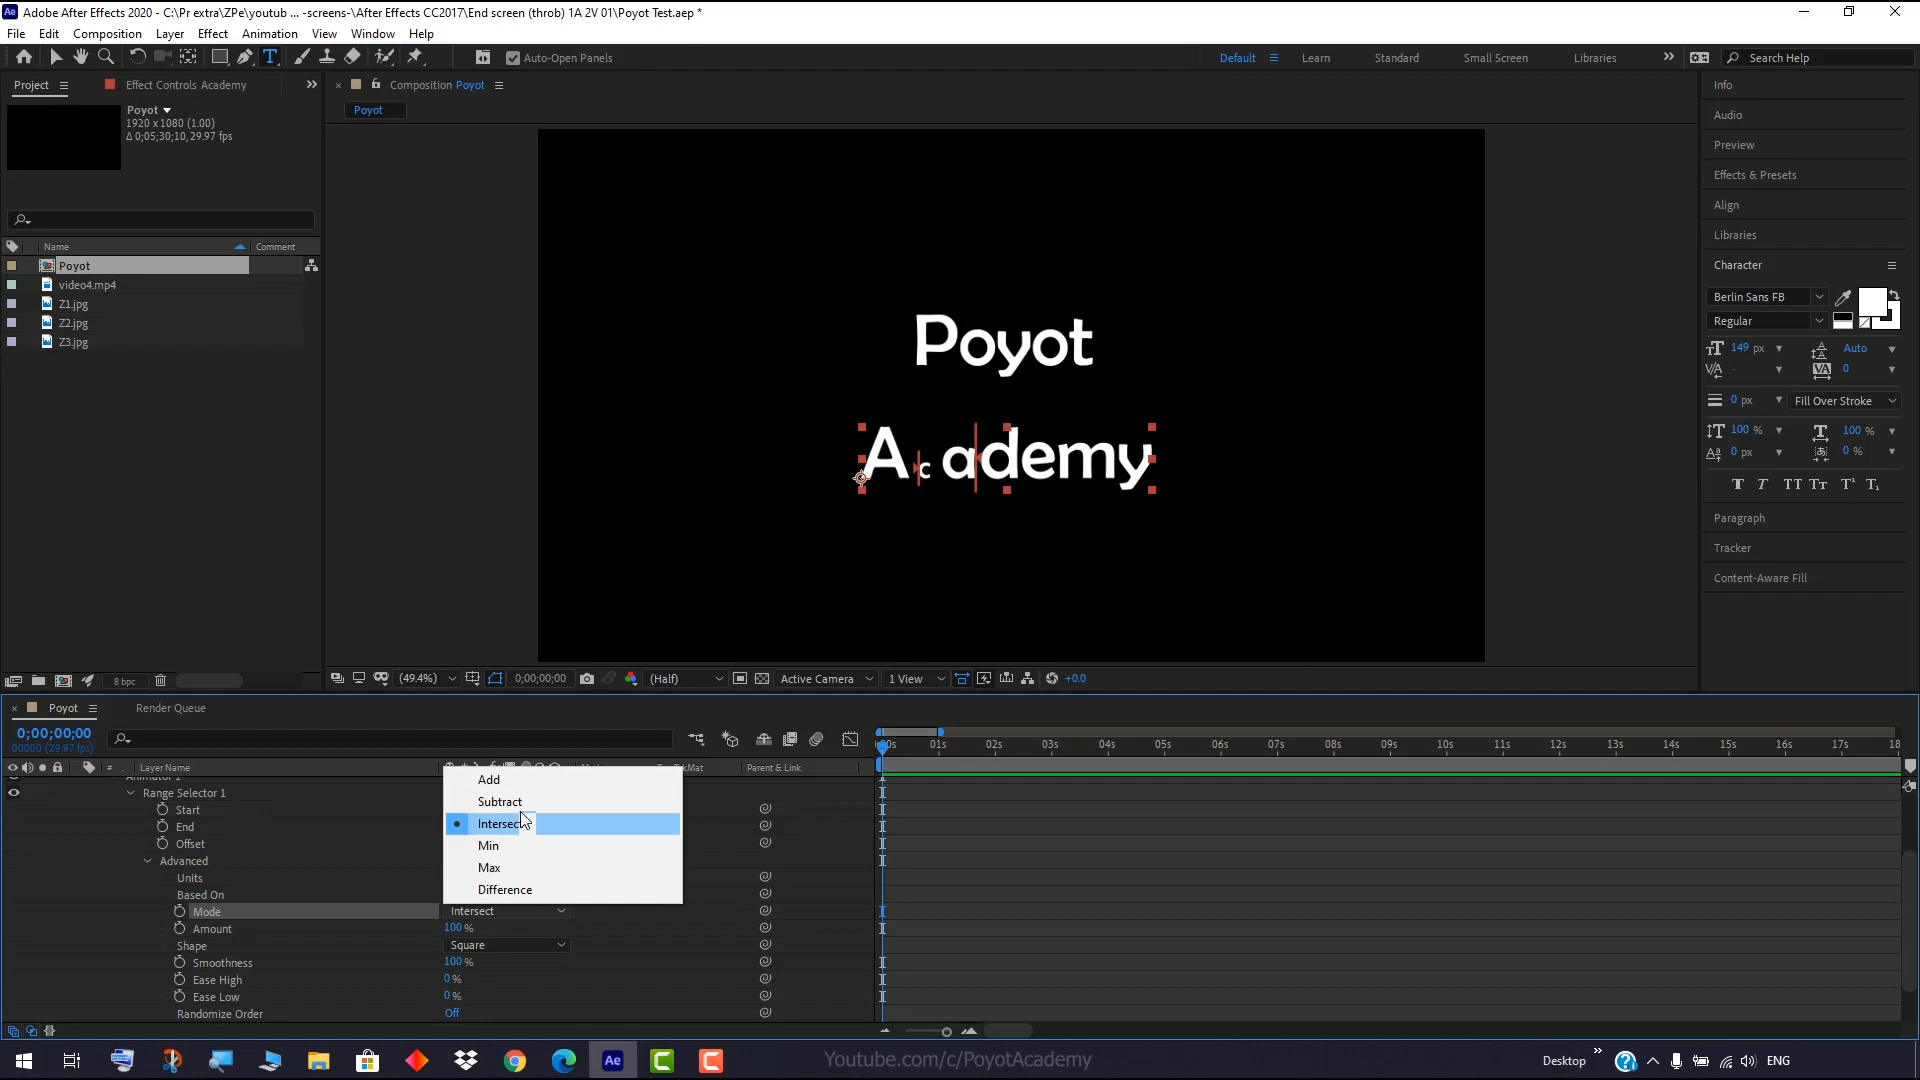 Adobe After Effects 2020 - C:\Pr extra\ZPe\youtub ... -screens-\After Effects CC2017\End screen (throb) 1A 2V 01\Poyot Test.aep *
File Edit Composition Layer Effect Animation View Window Help
Auto-Open Panels
Default Learn Standard Small Screen Libraries
Search Help
Project
Effect Controls Academy
Composition Poyot
Poyot
Poyot
1920 x 1080 (1.00)
Δ 0;05;30;10, 29.97 fps
Name Comment
Poyot
video4.mp4
Z1.jpg
Z2.jpg
Z3.jpg
8 bpc
Poyot
A c ademy
(49.4%) 0;00;00;00 (Half) Active Camera 1 View +0.0
Info
Audio
Preview
Effects & Presets
Align
Libraries
Character
Berlin Sans FB
Regular
149 px Auto
0
0 px Fill Over Stroke
100 % 100 %
0 px 0 %
Paragraph
Tracker
Content-Aware Fill
Poyot
Render Queue
0;00;00;00
00000 (29.97 fps)
# Layer Name Parent & Link
01s 02s 03s 04s 05s 06s 07s 08s 09s 10s 11s 12s 13s 14s 15s 16s 17s 18
Animator 1
Range Selector 1
Start
End
Offset
Advanced
Units
Based On
Mode Intersect
Amount 100 %
Shape Square
Smoothness 100 %
Ease High 0 %
Ease Low 0 %
Randomize Order Off
Add
Subtract
Intersect
Min
Max
Difference
Youtube.com/c/PoyotAcademy
Desktop
ENG